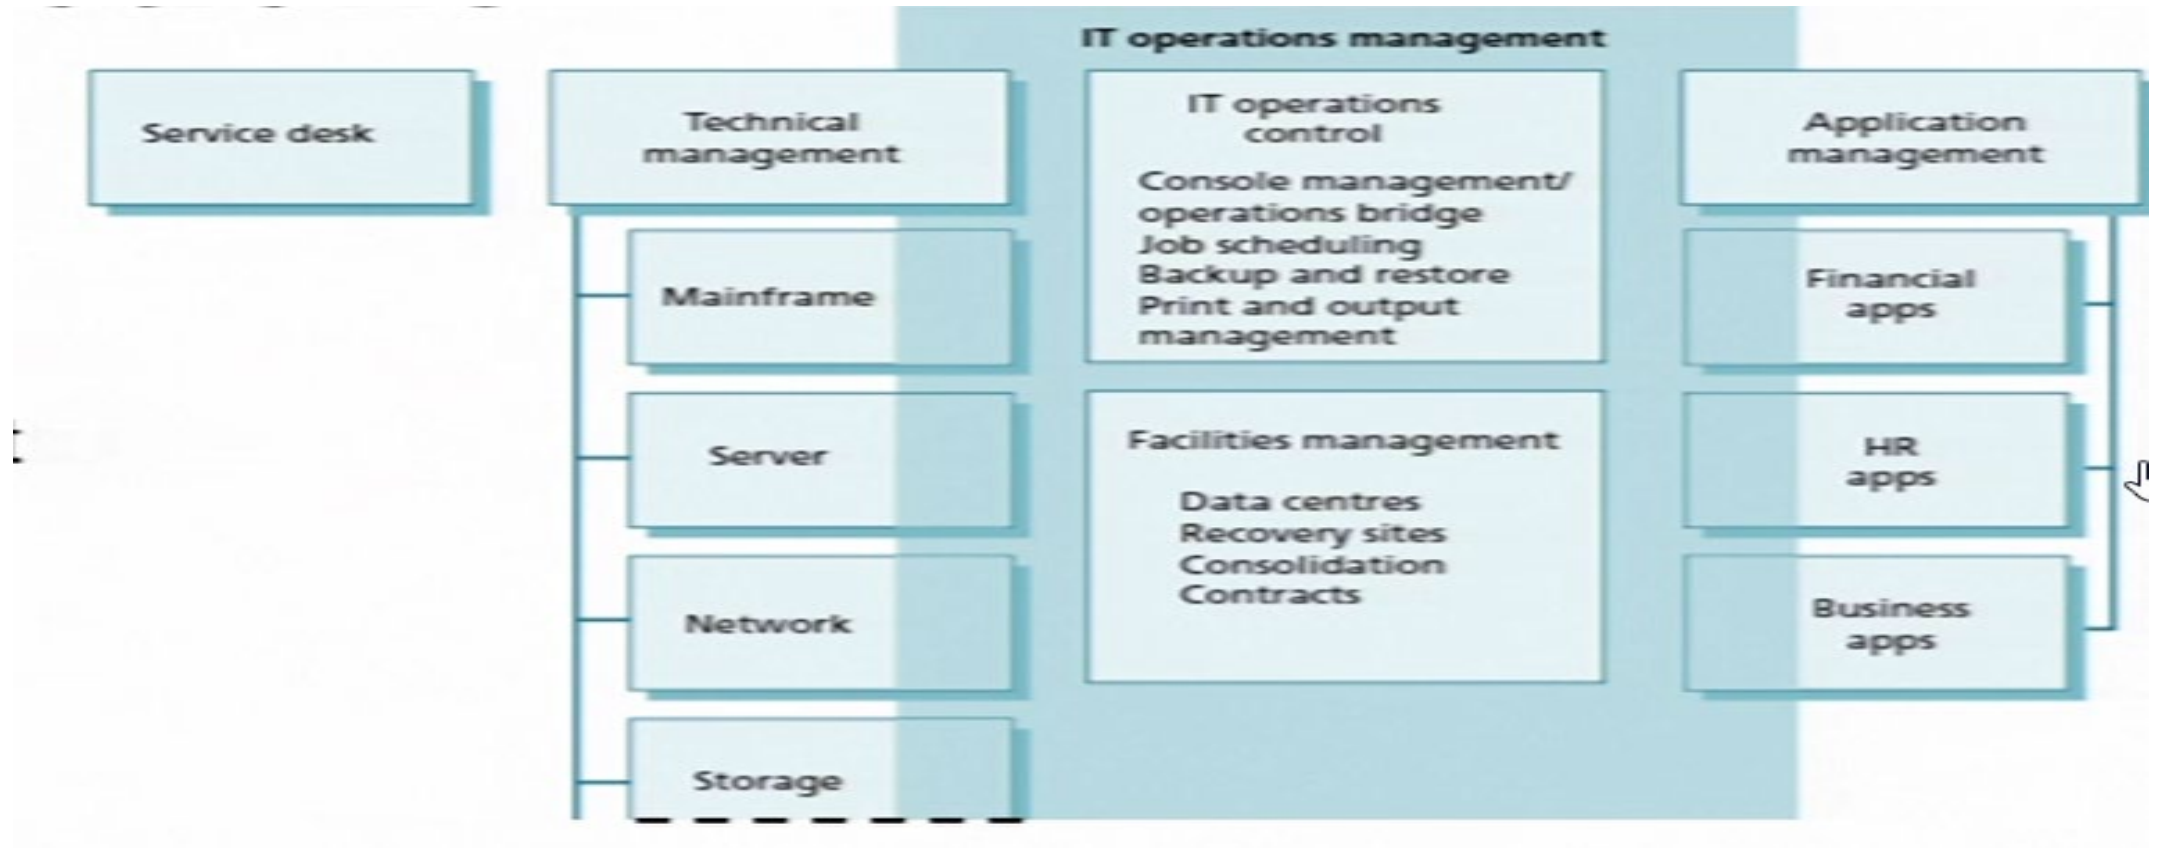 IT operations management
Service desk
Technical
management
Mainframe
Server
Network
Storage
IT operations
control
Console management/
operations bridge
Job scheduling
Backup and restore
Print and output
management
Facilities management
Data centres
Recovery sites
Consolidation
Contracts
Application
management
Financial
apps
HR
apps
Business
apps